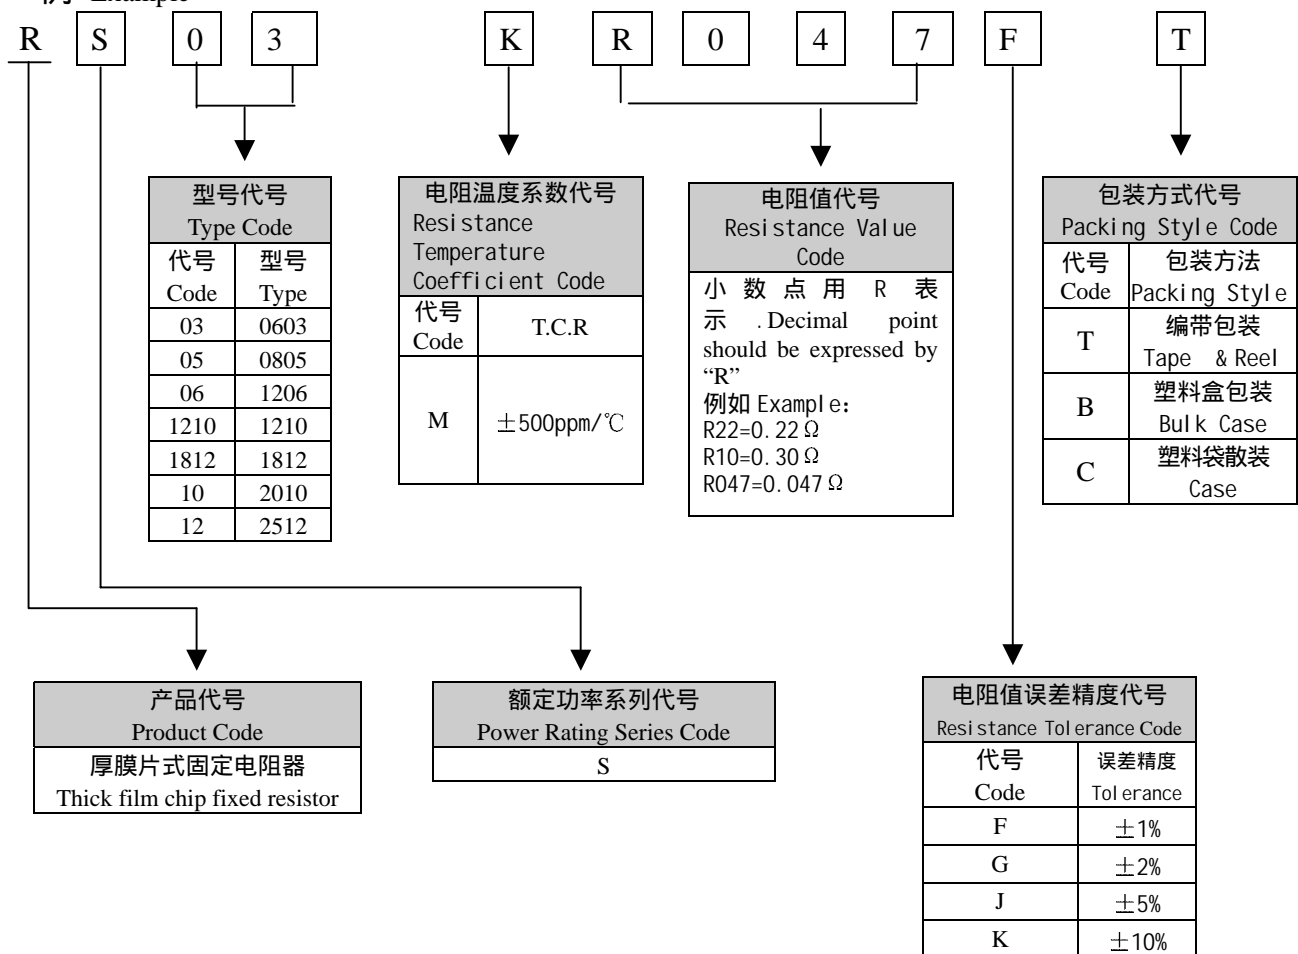 Example
R S 0 3 K R 0 4 7 F T
型号代号
Type Code
代号 型号
Code Type
03 0603
05 0805
06 1206
1210 1210
1812 1812
10 2010
12 2512
电阻温度系数代号
Resistance
Temperature
Coefficient Code
代号
Code
T.C.R
M ±500ppm/℃
电阻值代号
Resistance Value
Code
小数点用 R 表
示 .Decimal point
should be expressed by
“R”
例如 Example：
R22=0.22Ω
R10=0.30Ω
R047=0.047Ω
包装方式代号
Packing Style Code
代号 包装方法
Code Packing Style
T
编带包装
Tape & Reel
B
塑料盒包装
Bulk Case
C
塑料袋散装
Case
产品代号
Product Code
厚膜片式固定电阻器
Thick film chip fixed resistor
额定功率系列代号
Power Rating Series Code
S
电阻值误差精度代号
Resistance Tolerance Code
代号 误差精度
Code Tolerance
F ±1%
G ±2%
J ±5%
K ±10%